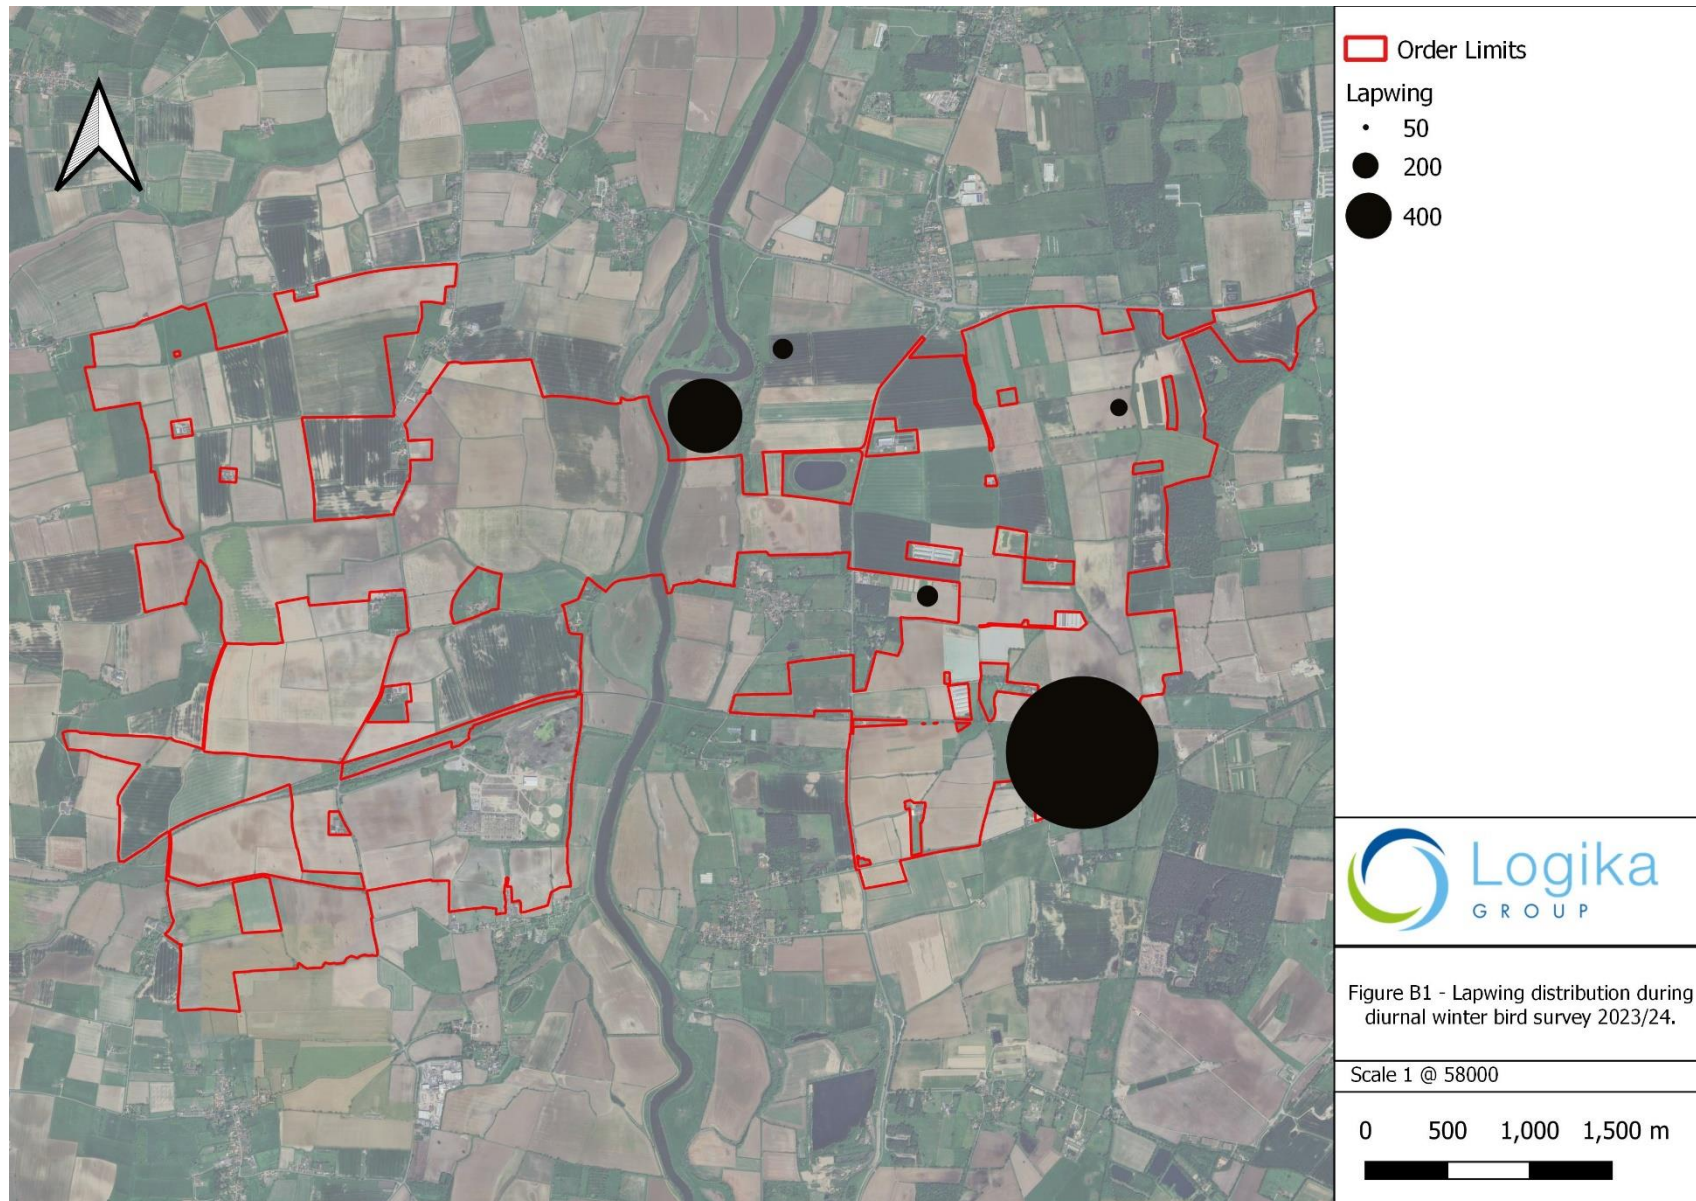 Order Limits
Lapwing
50
200
400
Logika
GROUP
Figure B1 - Lapwing distribution during
diurnal winter bird survey 2023/24.
Scale 1 @ 58000
0 500 1,000 1,500 m